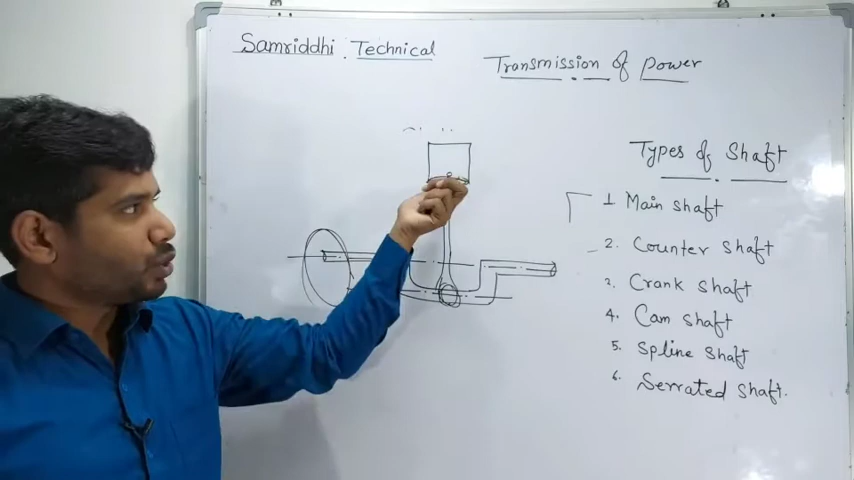 Samriddhi . Technical
Transmission of power
Types of Shaft
1 Main shaft
2. Counter shaft
3. Crank shaft
4. Cam shaft
5. Spline shaft
6. Serrated shaft.